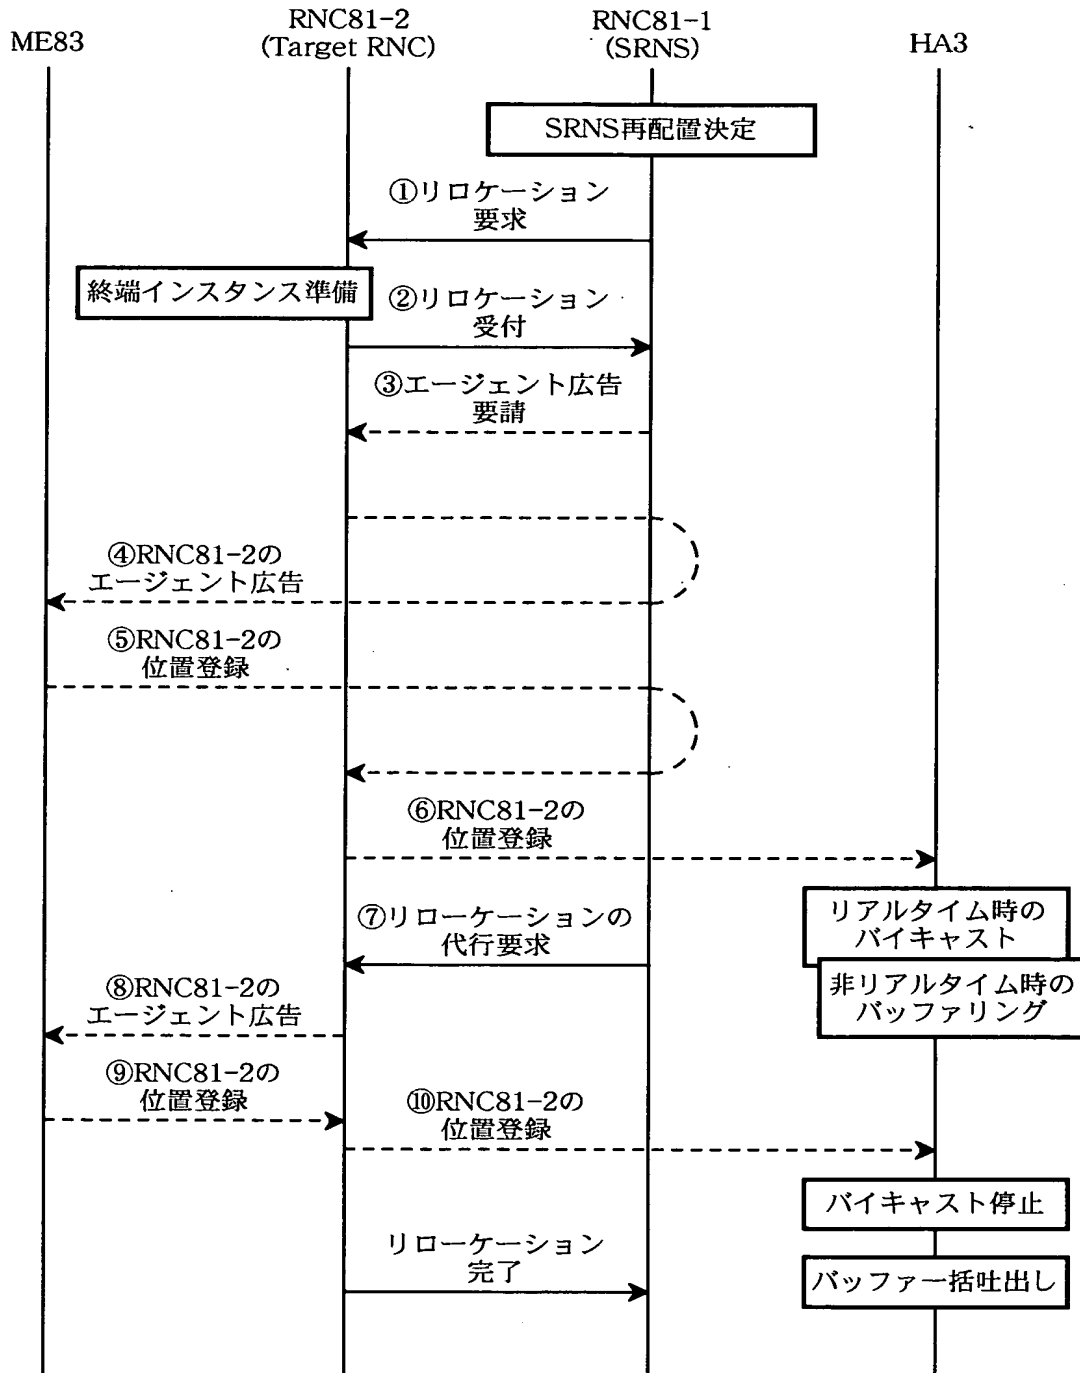 ME83
RNC81-2
(Target RNC)
RNC81-1
(SRNS)
HA3
SRNS再配置決定
①リロケーション
要求
終端インスタンス準備
②リロケーション
受付
③エージェント広告
要請
④RNC81-2の
エージェント広告
⑤RNC81-2の
位置登録
⑥RNC81-2の
位置登録
リアルタイム時の
バイキャスト
⑦リローケーションの
代行要求
非リアルタイム時の
バッファリング
⑧RNC81-2の
エージェント広告
⑨RNC81-2の
位置登録
⑩RNC81-2の
位置登録
バイキャスト停止
リローケーション
完了
バッファ一括吐出し